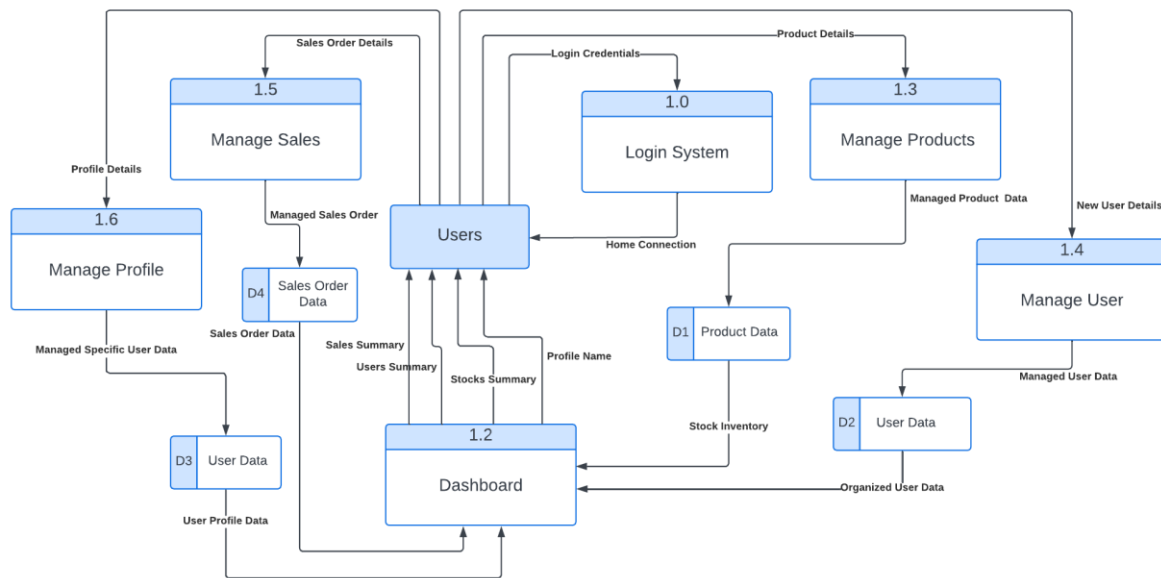 Sales Order Details
Product Details
Login Credentials
1.5
Manage Sales
1.0
Login System
1.3
Manage Products
Profile Details
Managed Sales Order
Managed Product Data
New User Details
1.6
Manage Profile
Users
Home Connection
1.4
Manage User
D4
Sales Order
Data
Sales Order Data
D1
Product Data
Managed Specific User Data
Sales Summary
Users Summary
Stocks Summary
Profile Name
Managed User Data
D2
User Data
Stock Inventory
D3
User Data
1.2
Dashboard
Organized User Data
User Profile Data